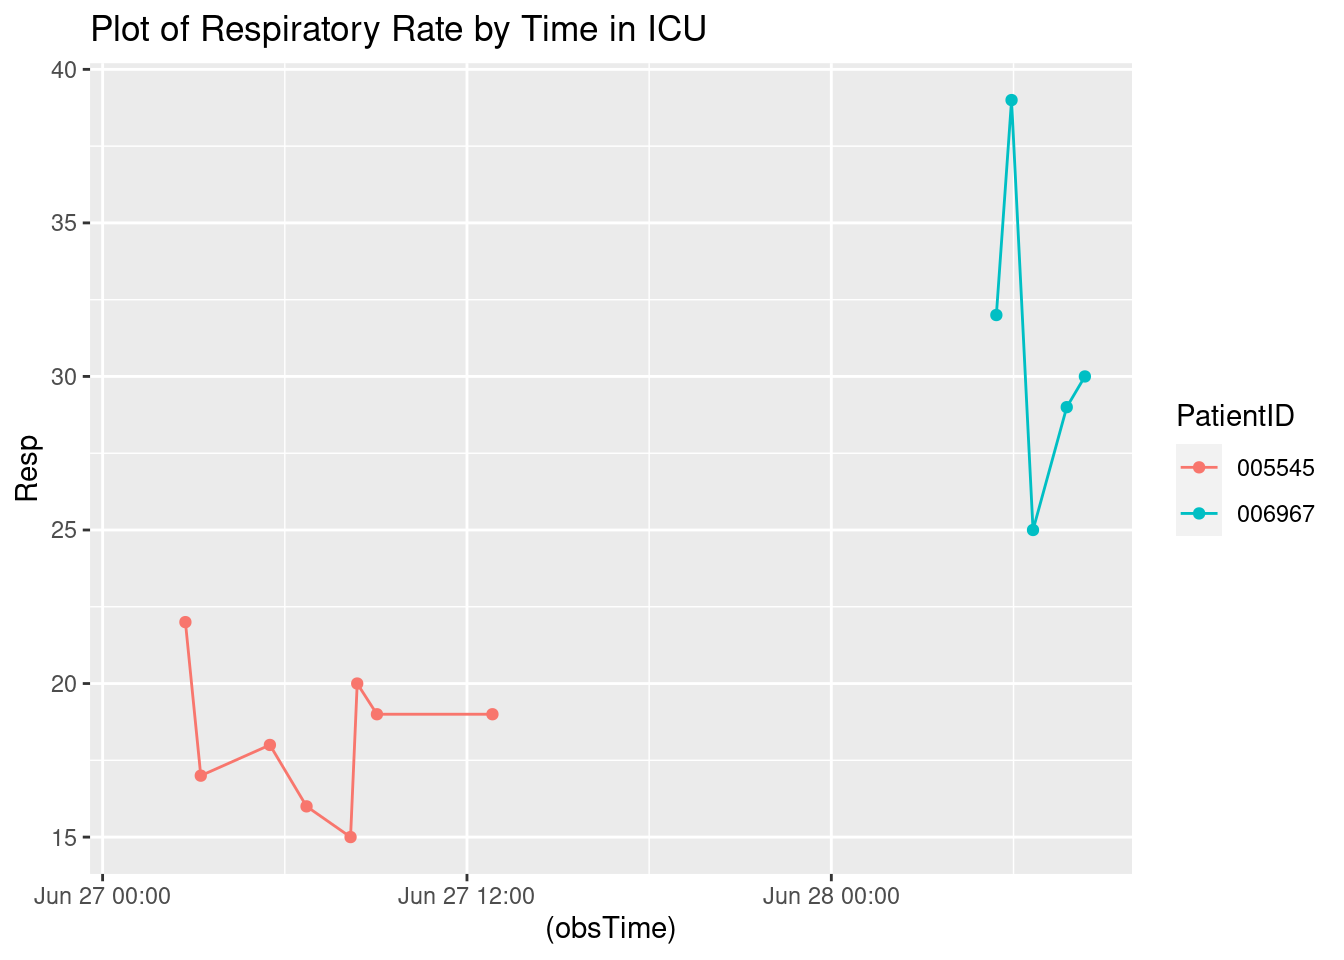 Plot of Respiratory Rate by Time in ICU
40
35
30
25
20
15
Resp
Jun 27 00:00
Jun 27 12:00
Jun 28 00:00
(obsTime)
PatientID
005545
006967